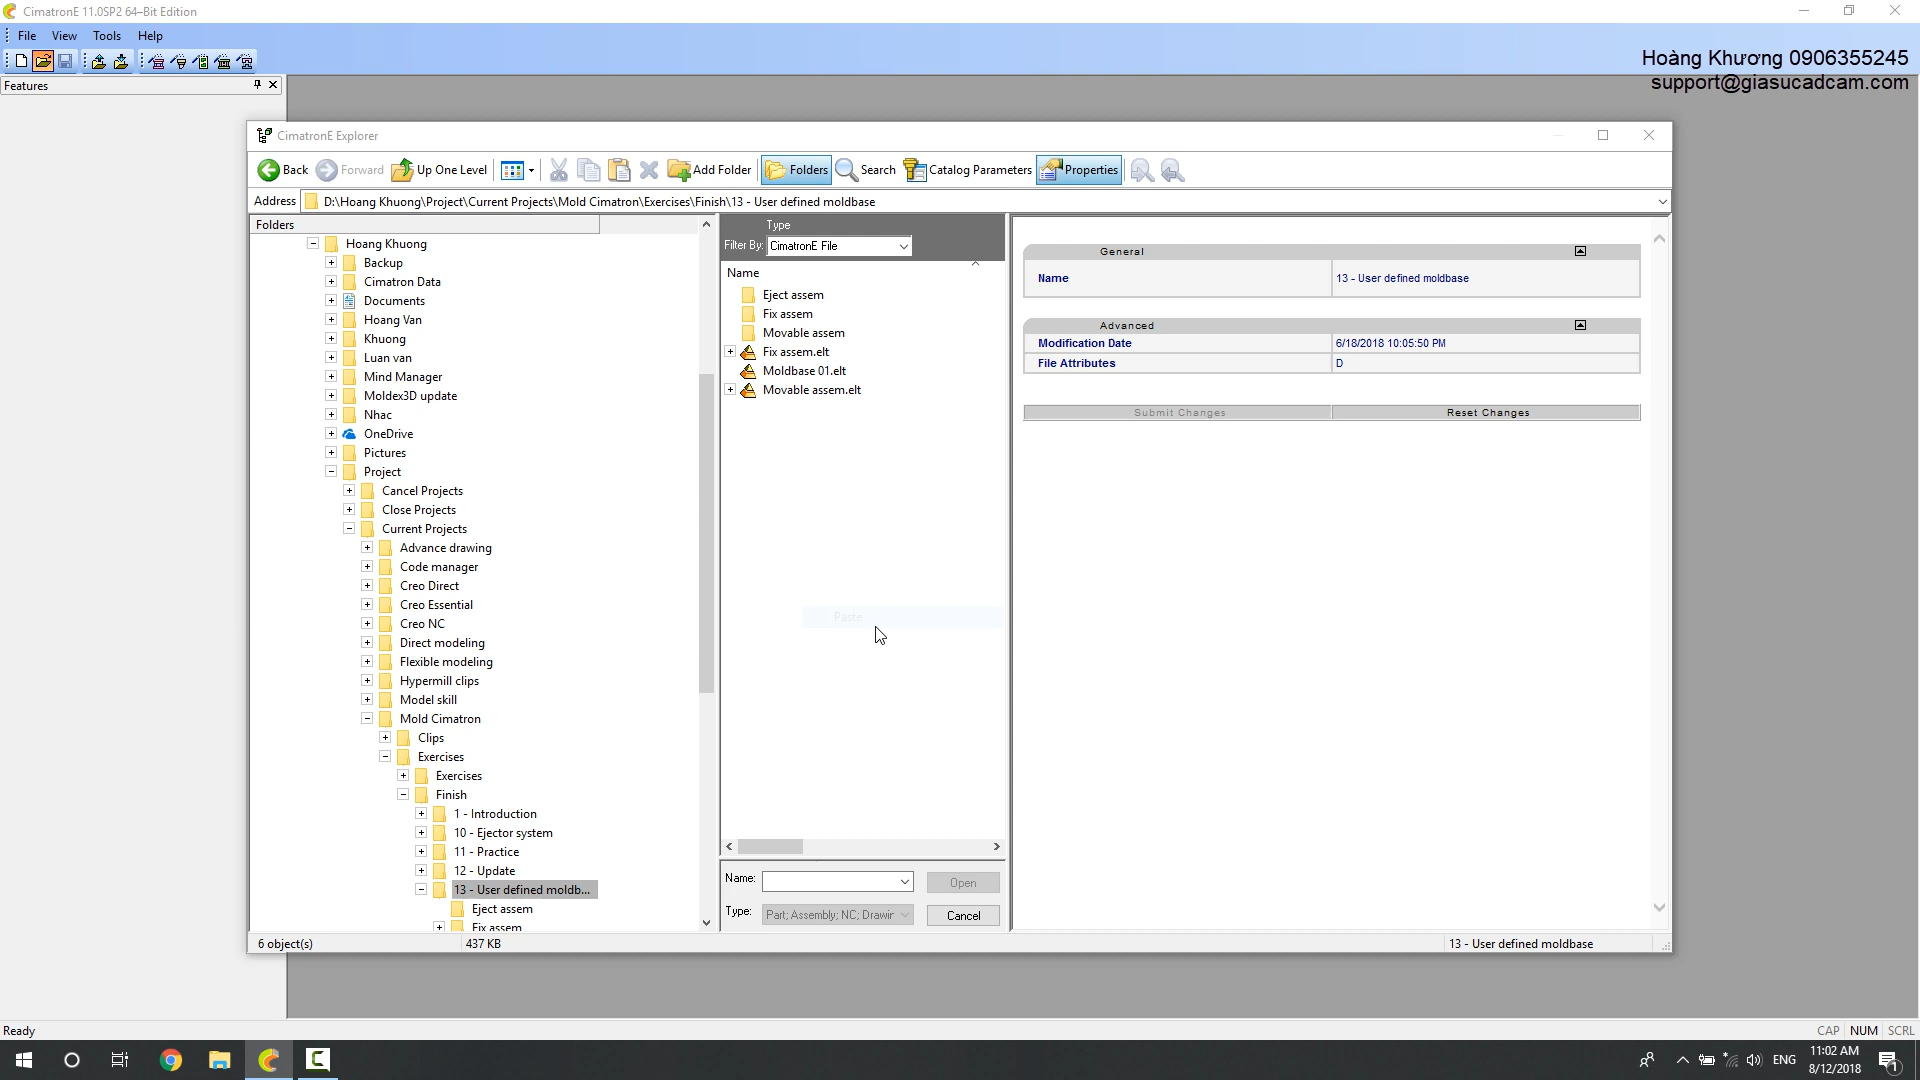 CimatronE 11.0SP2 64–Bit Edition
File View Tools Help
Hoàng Khương 0906355245
support@giasucadcam.com
Features
CimatronE Explorer
Back Forward Up One Level Add Folder Folders Search Catalog Parameters Properties
Address D:\Hoang Khuong\Project\Current Projects\Mold Cimatron\Exercises\Finish\13 - User defined moldbase
Folders
Hoang Khuong
Backup
Cimatron Data
Documents
Hoang Van
Khuong
Luan van
Mind Manager
Moldex3D update
Nhac
OneDrive
Pictures
Project
Cancel Projects
Close Projects
Current Projects
Advance drawing
Code manager
Creo Direct
Creo Essential
Creo NC
Direct modeling
Flexible modeling
Hypermill clips
Model skill
Mold Cimatron
Clips
Exercises
Exercises
Finish
1 - Introduction
10 - Ejector system
11 - Practice
12 - Update
13 - User defined moldb...
Eject assem
Fix assem
Type
Filter By: CimatronE File
Name
Eject assem
Fix assem
Movable assem
Fix assem.elt
Moldbase 01.elt
Movable assem.elt
Paste
Name: Open
Type: Part; Assembly; NC; Drawir Cancel
General
Name 13 - User defined moldbase
Advanced
Modification Date 6/18/2018 10:05:50 PM
File Attributes D
Submit Changes Reset Changes
6 object(s) 437 KB 13 - User defined moldbase
Ready CAP NUM SCRL
ENG 11:02 AM
8/12/2018
1